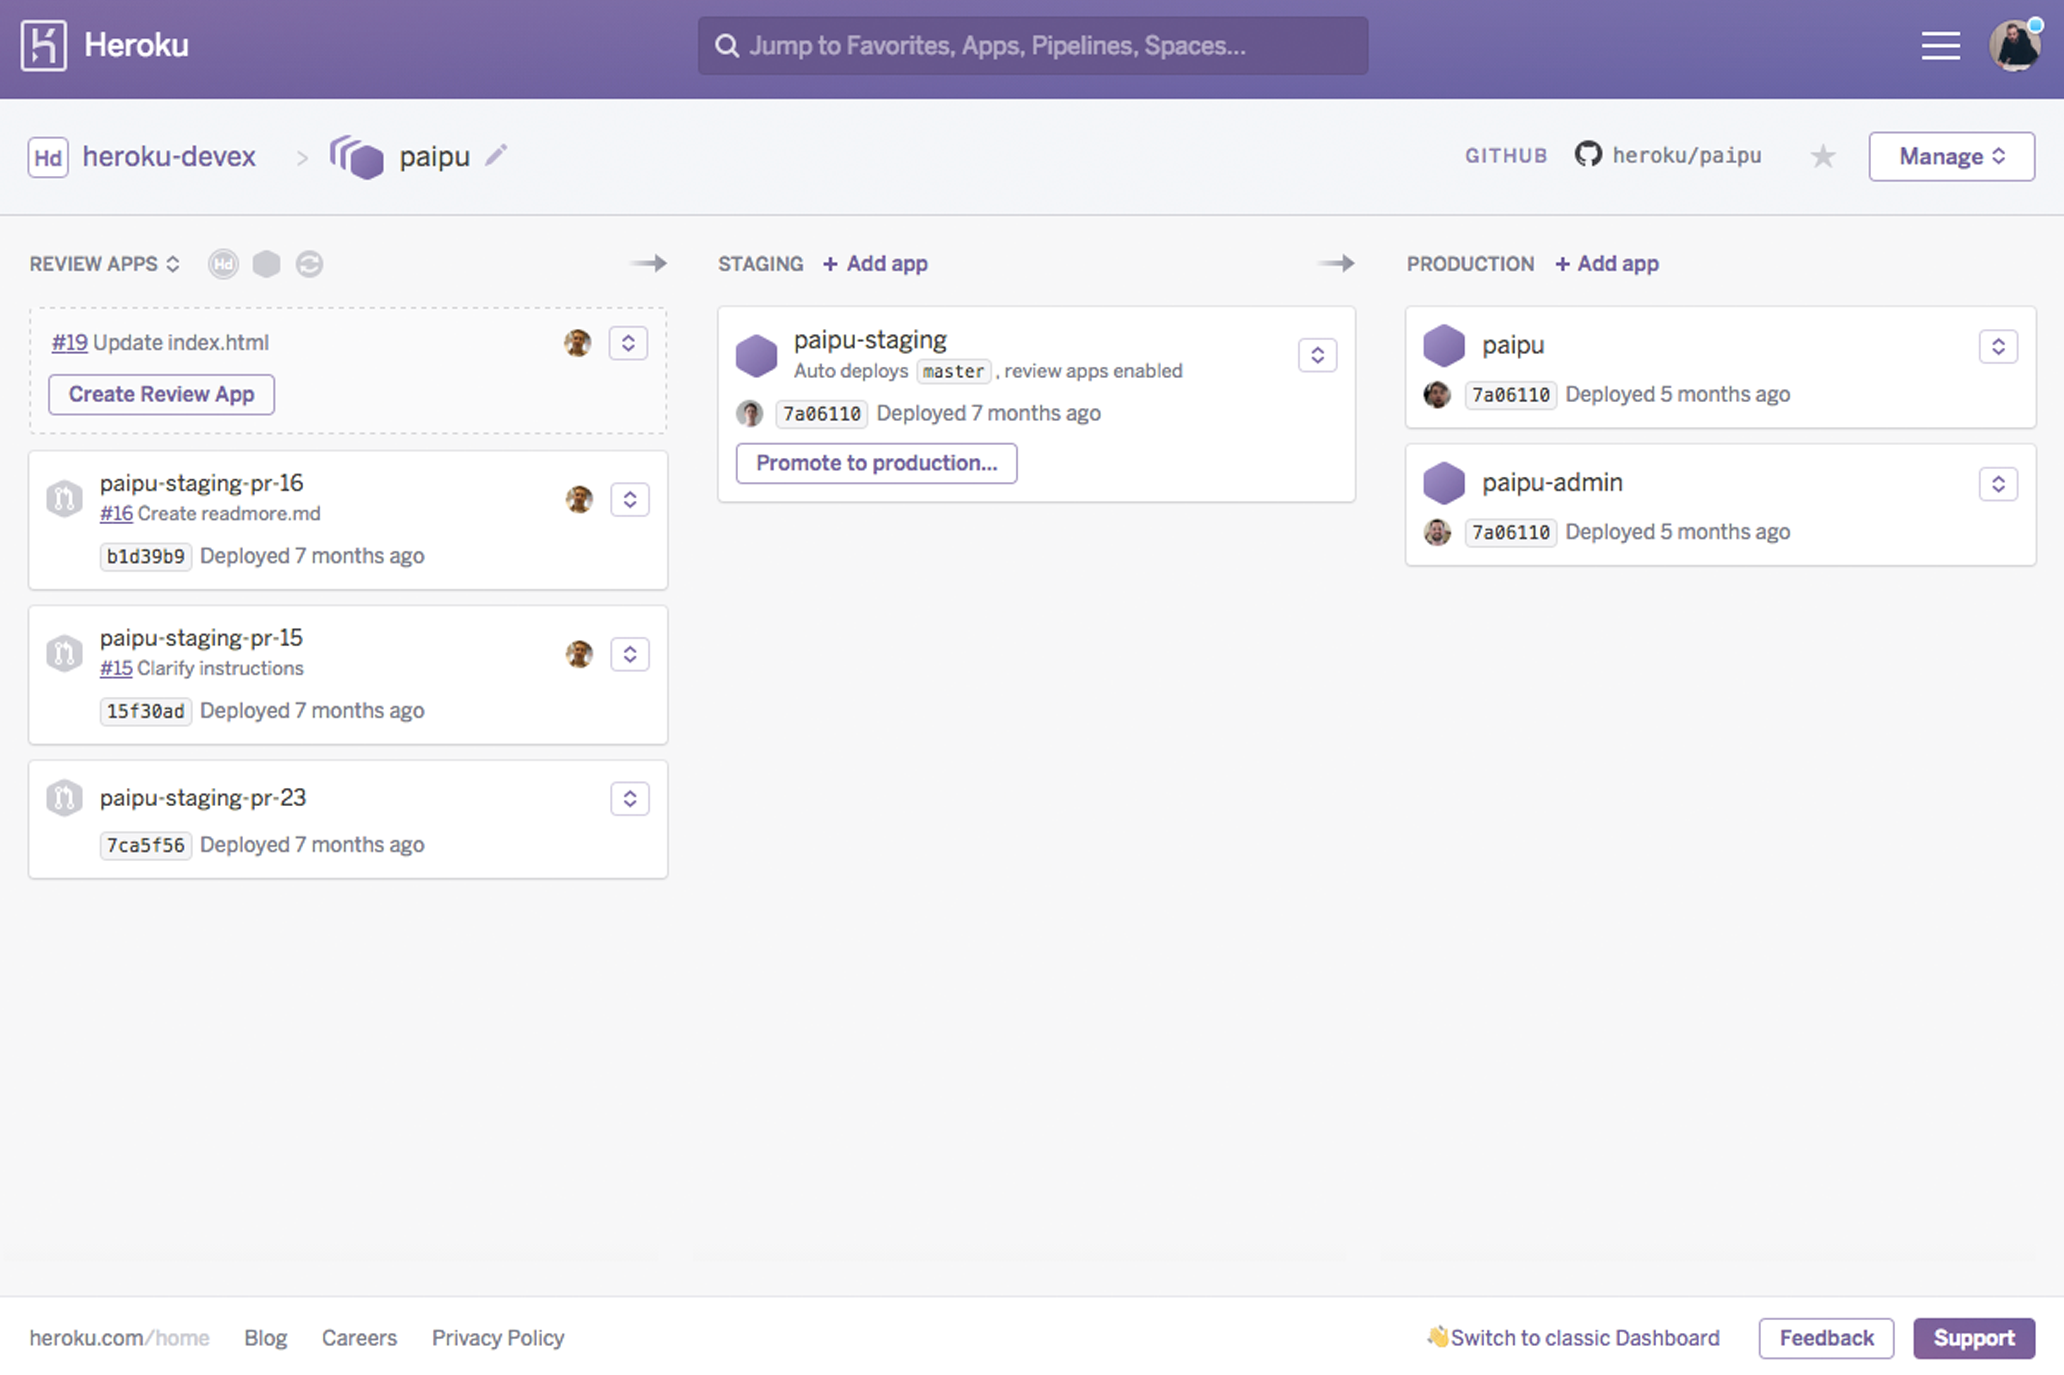 Heroku
Jump to Favorites, Apps, Pipelines, Spaces...
Hd heroku-devex > paipu
GITHUB heroku/paipu
Manage
REVIEW APPS Hd
#19 Update index.html
Create Review App
paipu-staging-pr-16
#16 Create readmore.md
b1d39b9 Deployed 7 months ago
paipu-staging-pr-15
#15 Clarify instructions
15f30ad Deployed 7 months ago
paipu-staging-pr-23
7ca5f56 Deployed 7 months ago
STAGING + Add app
paipu-staging
Auto deploys master , review apps enabled
7a06110 Deployed 7 months ago
Promote to production...
PRODUCTION + Add app
paipu
7a06110 Deployed 5 months ago
paipu-admin
7a06110 Deployed 5 months ago
heroku.com/home Blog Careers Privacy Policy
👋Switch to classic Dashboard Feedback Support